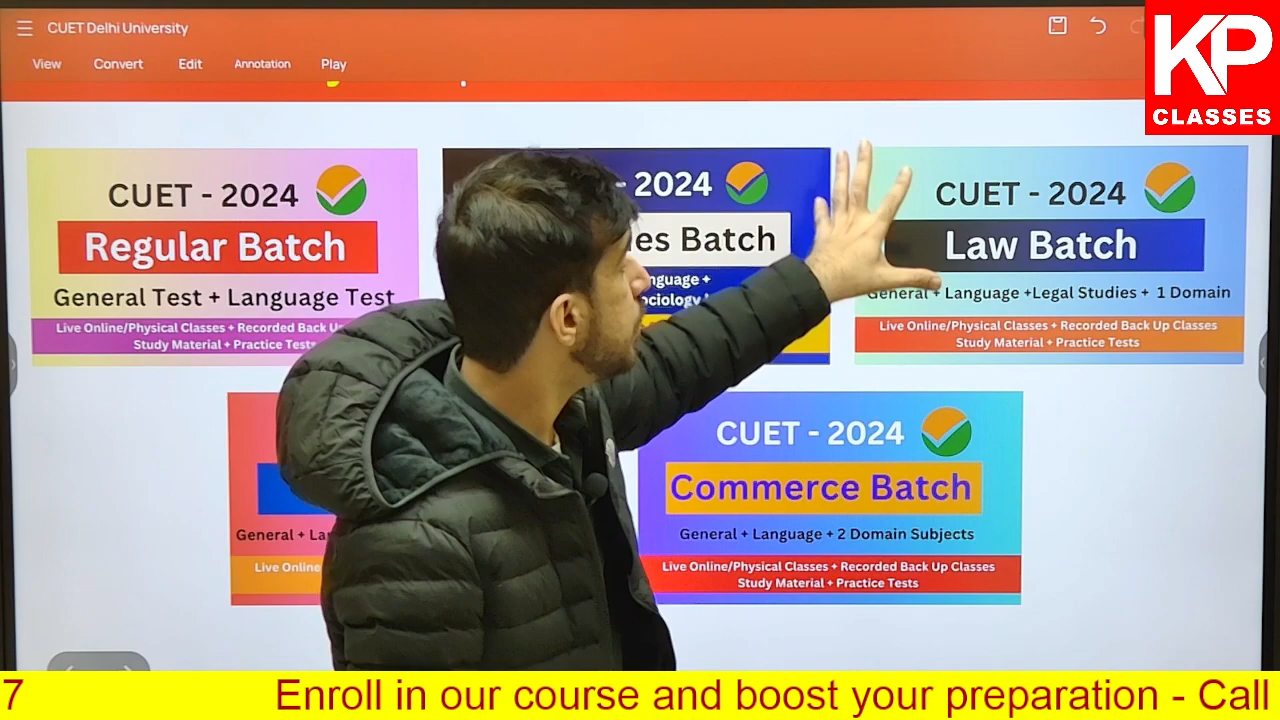 CUET Delhi University
View Convert Edit Annotation Play
KP
CLASSES
CUET - 2024
Regular Batch
General Test + Language Test
Live Online/Physical Classes + Recorded Back
Study Material + Practice Tests
- 2024
Batch
+
CUET - 2024
Law Batch
General + Language +Legal Studies + 1 Domain
Live Online/Physical Classes + Recorded Back Up Classes
Study Material + Practice Tests
General +
Live Online
CUET - 2024
Commerce Batch
General + Language + 2 Domain Subjects
Live Online/Physical Classes + Recorded Back Up Classes
Study Material + Practice Tests
7 Enroll in our course and boost your preparation - Call